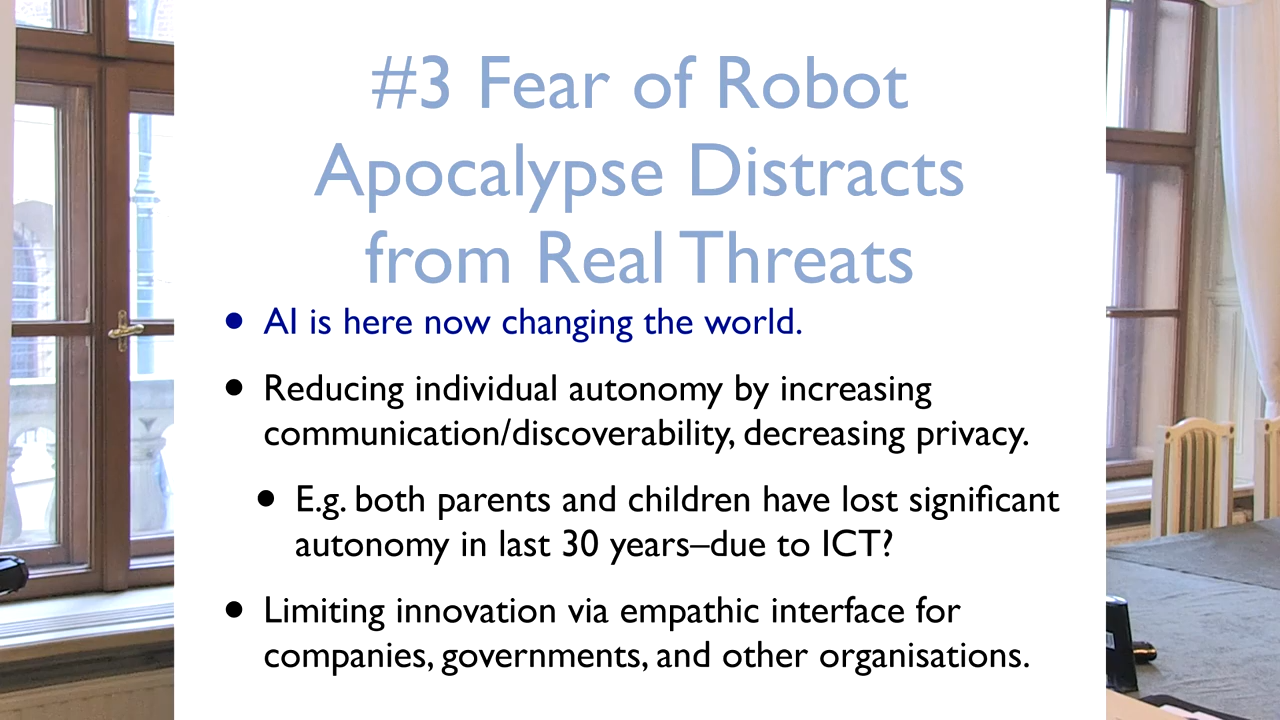 #3 Fear of Robot
Apocalypse Distracts
from Real Threats
• AI is here now changing the world.
• Reducing individual autonomy by increasing
communication/discoverability, decreasing privacy.
• E.g. both parents and children have lost significant
autonomy in last 30 years–due to ICT?
• Limiting innovation via empathic interface for
companies, governments, and other organisations.